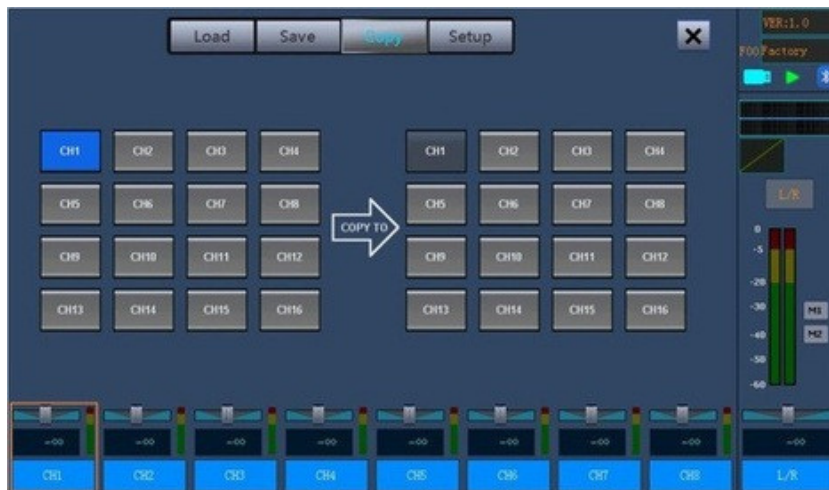 Load Save Copy Setup
VER:1.0
F00Factory
CH1 CH2 CH3 CH4 CH1 CH2 CH3 CH4
CH5 CH6 CH7 CH8 CH5 CH6 CH7 CH8
COPY TO
CH9 CH10 CH11 CH12 CH9 CH10 CH11 CH12
CH13 CH14 CH15 CH16 CH13 CH14 CH15 CH16
L/R
0
-5
-20
-30 M1
-40 M2
-50
-60
-∞ -∞ -∞ -∞ -∞ -∞ -∞ -∞ -∞
CH1 CH2 CH3 CH4 CH5 CH6 CH7 CH8 L/R